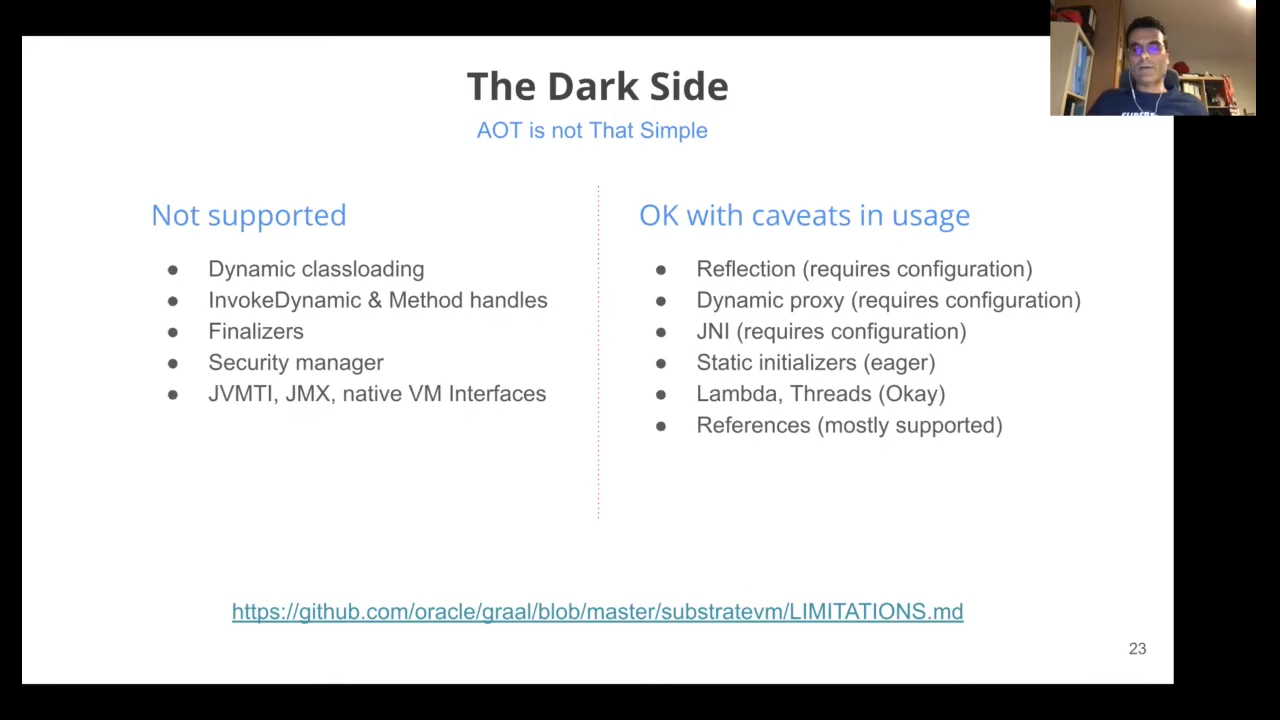 The Dark Side
AOT is not That Simple
Not supported
● Dynamic classloading
● InvokeDynamic & Method handles
● Finalizers
● Security manager
● JVMTI, JMX, native VM Interfaces
OK with caveats in usage
● Reflection (requires configuration)
● Dynamic proxy (requires configuration)
● JNI (requires configuration)
● Static initializers (eager)
● Lambda, Threads (Okay)
● References (mostly supported)
https://github.com/oracle/graal/blob/master/substratevm/LIMITATIONS.md
23